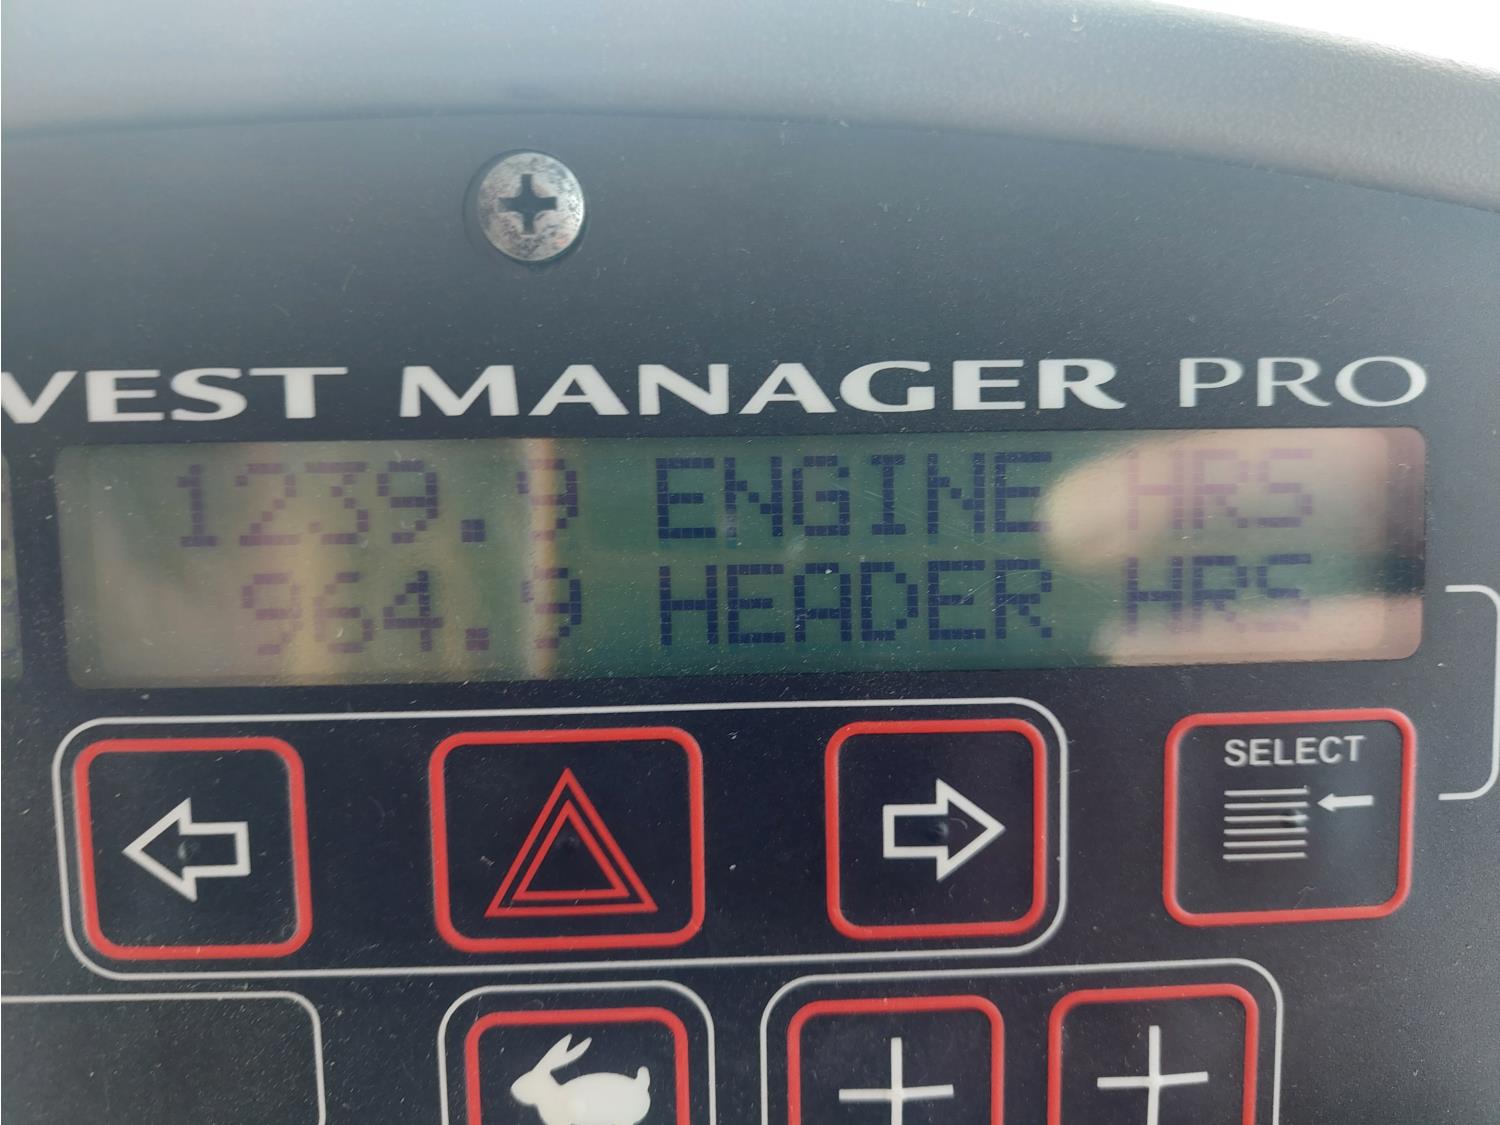 VEST MANAGER PRO
1239.9 ENGINE HRS
964.9 HEADER HRS
SELECT